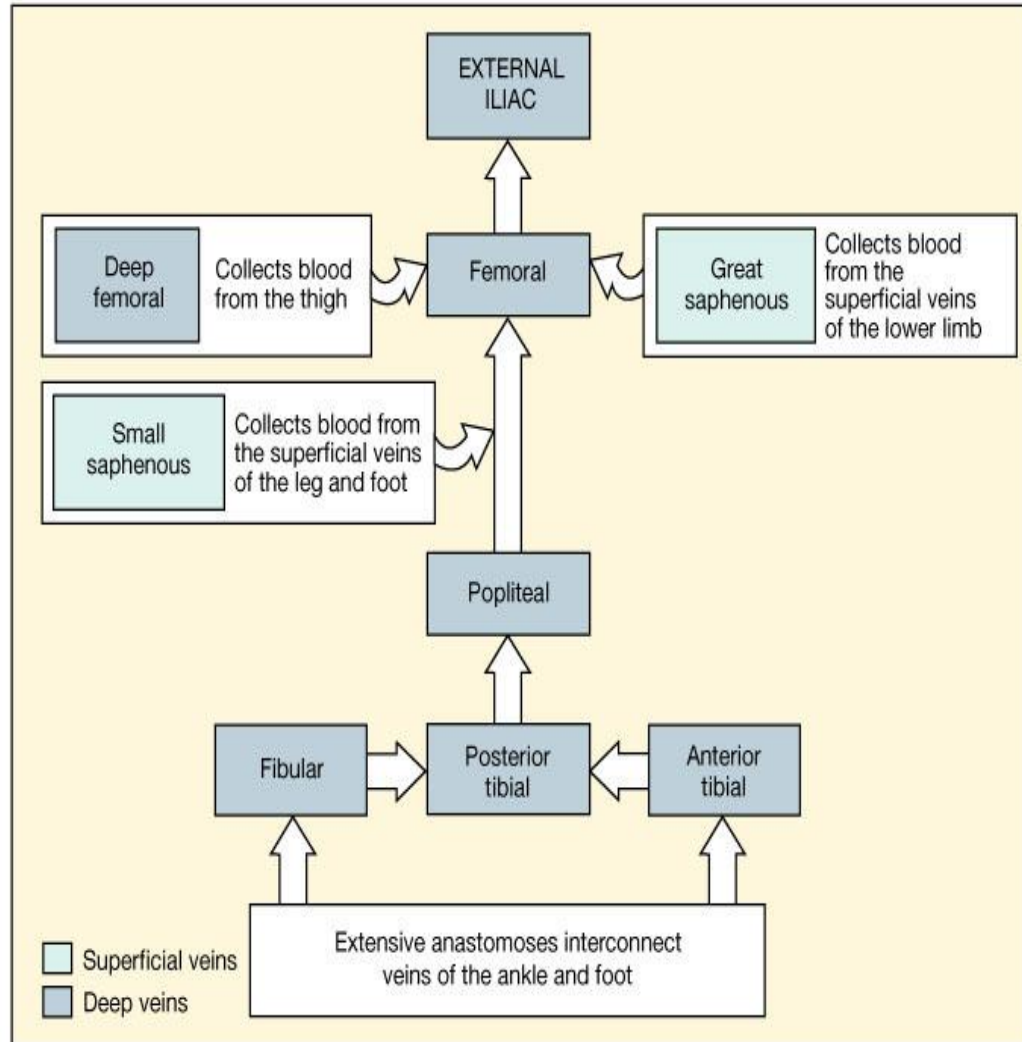 EXTERNAL
ILIAC
Deep
femoral
Collects blood
from the thigh
Femoral
Great
saphenous
Collects blood
from the
superficial veins
of the lower limb
Small
saphenous
Collects blood from
the superficial veins
of the leg and foot
Popliteal
Fibular
Posterior
tibial
Anterior
tibial
Extensive anastomoses interconnect
veins of the ankle and foot
Superficial veins
Deep veins